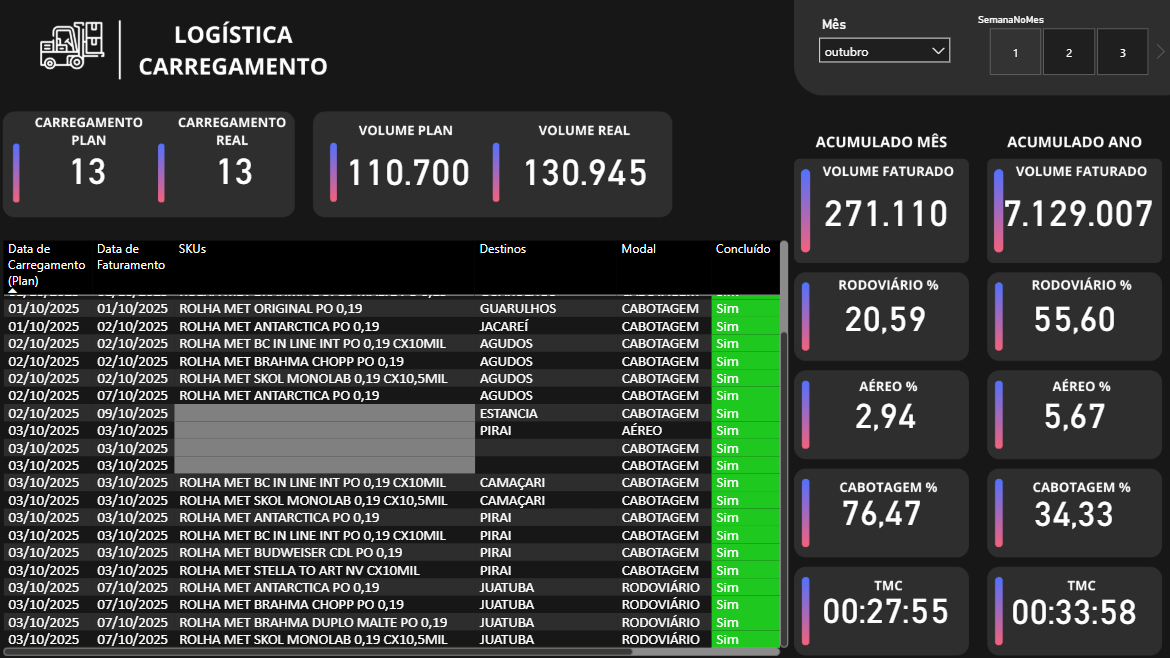 LOGÍSTICA
CARREGAMENTO
Mês
outubro
SemanaNoMes
1 2 3
CARREGAMENTO PLAN
13
CARREGAMENTO REAL
13
VOLUME PLAN
110.700
VOLUME REAL
130.945
Data de Carregamento (Plan) Data de Faturamento SKUs Destinos Modal Concluído
01/10/2025 01/10/2025 ROLHA MET ORIGINAL PO 0,19 GUARULHOS CABOTAGEM Sim
01/10/2025 02/10/2025 ROLHA MET ANTARCTICA PO 0,19 JACAREÍ CABOTAGEM Sim
02/10/2025 02/10/2025 ROLHA MET BC IN LINE INT PO 0,19 CX10MIL AGUDOS CABOTAGEM Sim
02/10/2025 02/10/2025 ROLHA MET BRAHMA CHOPP PO 0,19 AGUDOS CABOTAGEM Sim
02/10/2025 02/10/2025 ROLHA MET SKOL MONOLAB 0,19 CX10,5MIL AGUDOS CABOTAGEM Sim
02/10/2025 07/10/2025 ROLHA MET ANTARCTICA PO 0,19 AGUDOS CABOTAGEM Sim
02/10/2025 09/10/2025 ESTANCIA CABOTAGEM Sim
03/10/2025 03/10/2025 PIRAI AÉREO Sim
03/10/2025 03/10/2025 CABOTAGEM Sim
03/10/2025 03/10/2025 CABOTAGEM Sim
03/10/2025 03/10/2025 ROLHA MET BC IN LINE INT PO 0,19 CX10MIL CAMAÇARI CABOTAGEM Sim
03/10/2025 03/10/2025 ROLHA MET SKOL MONOLAB 0,19 CX10,5MIL CAMAÇARI CABOTAGEM Sim
03/10/2025 03/10/2025 ROLHA MET ANTARCTICA PO 0,19 PIRAI CABOTAGEM Sim
03/10/2025 03/10/2025 ROLHA MET BC IN LINE INT PO 0,19 CX10MIL PIRAI CABOTAGEM Sim
03/10/2025 03/10/2025 ROLHA MET BUDWEISER CDL PO 0,19 PIRAI CABOTAGEM Sim
03/10/2025 03/10/2025 ROLHA MET STELLA TO ART NV CX10MIL PIRAI CABOTAGEM Sim
03/10/2025 07/10/2025 ROLHA MET ANTARCTICA PO 0,19 JUATUBA RODOVIÁRIO Sim
03/10/2025 07/10/2025 ROLHA MET BRAHMA CHOPP PO 0,19 JUATUBA RODOVIÁRIO Sim
03/10/2025 07/10/2025 ROLHA MET BRAHMA DUPLO MALTE PO 0,19 JUATUBA RODOVIÁRIO Sim
03/10/2025 07/10/2025 ROLHA MET SKOL MONOLAB 0,19 CX10,5MIL JUATUBA RODOVIÁRIO Sim
ACUMULADO MÊS
VOLUME FATURADO
271.110
RODOVIÁRIO %
20,59
AÉREO %
2,94
CABOTAGEM %
76,47
TMC
00:27:55
ACUMULADO ANO
VOLUME FATURADO
7.129.007
RODOVIÁRIO %
55,60
AÉREO %
5,67
CABOTAGEM %
34,33
TMC
00:33:58